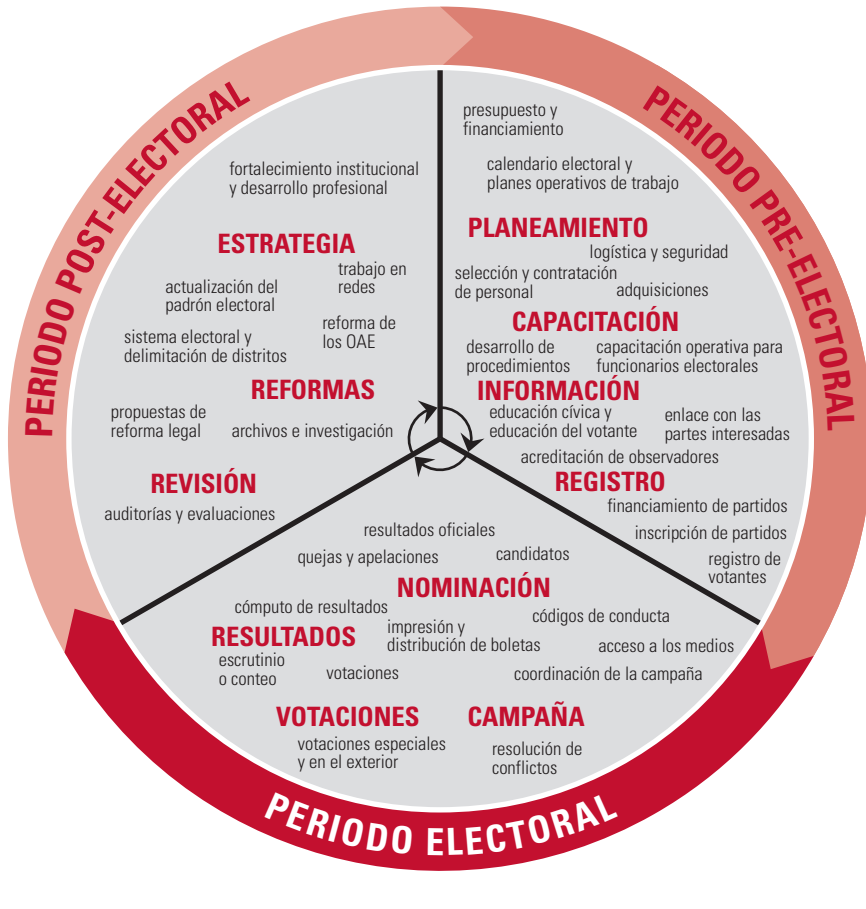 PERIODO PRE-ELECTORAL
presupuesto y
financiamiento
calendario electoral y
planes operativos de trabajo
PLANEAMIENTO
logística y seguridad
selección y contratación
de personal
adquisiciones
CAPACITACIÓN
desarrollo de
procedimientos
capacitación operativa para
funcionarios electorales
INFORMACIÓN
educación cívica y
educación del votante
enlace con las
partes interesadas
acreditación de observadores
REGISTRO
financiamiento de partidos
inscripción de partidos
registro de
votantes
PERIODO ELECTORAL
resultados oficiales
quejas y apelaciones
candidatos
NOMINACIÓN
cómputo de resultados
códigos de conducta
RESULTADOS
impresión y
distribución de boletas
acceso a los medios
escrutinio
o conteo
votaciones
coordinación de la campaña
VOTACIONES
CAMPAÑA
votaciones especiales
y en el exterior
resolución de
conflictos
PERIODO POST-ELECTORAL
fortalecimiento institucional
y desarrollo profesional
ESTRATEGIA
trabajo en
redes
actualización del
padrón electoral
reforma de
los OAE
sistema electoral y
delimitación de distritos
REFORMAS
propuestas de
reforma legal
archivos e investigación
REVISIÓN
auditorías y evaluaciones